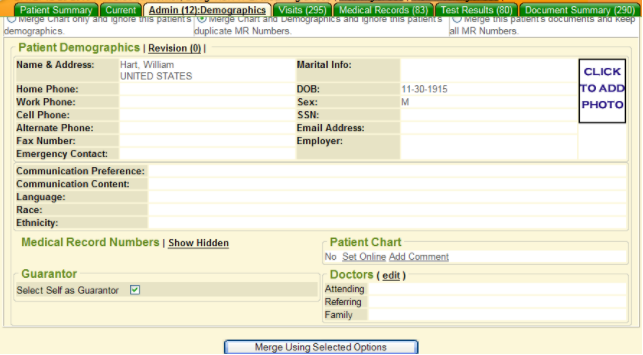 Patient Summary Current Admin (12):Demographics Visits (295) Medical Records (83) Test Results (80) Document Summary (290)
Merge Chart only and ignore this patient's demographics.
Merge Chart and Demographics and ignore this patient's duplicate MR Numbers.
Merge this patient's documents and keep all MR Numbers.
Patient Demographics | Revision (0) |
Name & Address: Hart, William
UNITED STATES
Marital Info:
CLICK
TO ADD
PHOTO
Home Phone:
DOB: 11-30-1915
Work Phone:
Sex: M
Cell Phone:
SSN:
Alternate Phone:
Email Address:
Fax Number:
Employer:
Emergency Contact:
Communication Preference:
Communication Content:
Language:
Race:
Ethnicity:
Medical Record Numbers | Show Hidden
Patient Chart
No Set Online Add Comment
Guarantor
Select Self as Guarantor
Doctors ( edit )
Attending
Referring
Family
Merge Using Selected Options